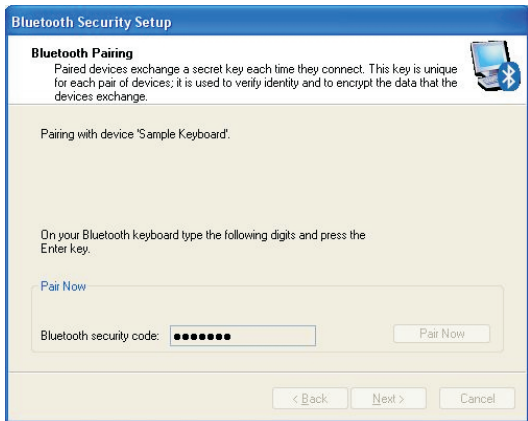 Bluetooth Security Setup
Bluetooth Pairing
Paired devices exchange a secret key each time they connect. This key is unique
for each pair of devices; it is used to verify identity and to encrypt the data that the
devices exchange.
Pairing with device 'Sample Keyboard'.
On your Bluetooth keyboard type the following digits and press the
Enter key.
Pair Now
Bluetooth security code: ●●●●●●●
Pair Now
< Back Next > Cancel